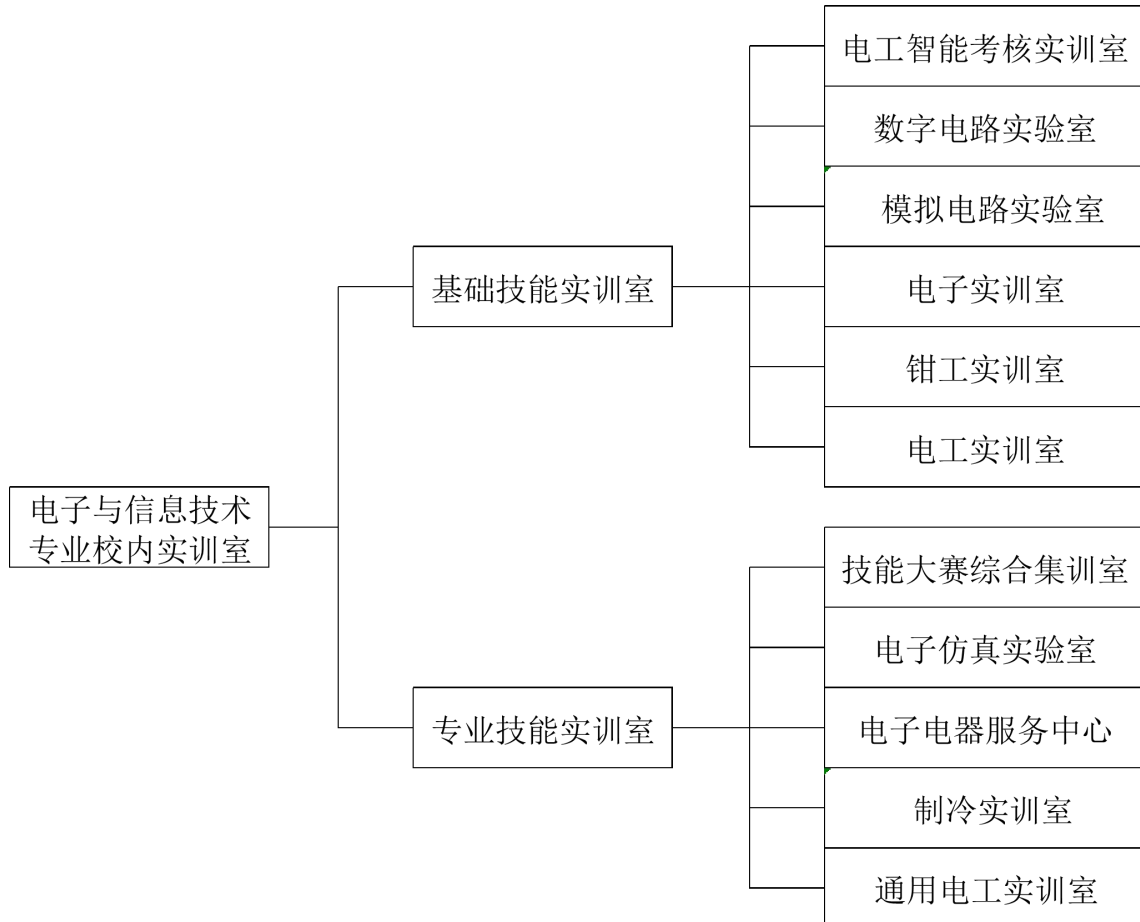 电工智能考核实训室
数字电路实验室
模拟电路实验室
基础技能实训室
电子实训室
钳工实训室
电工实训室
电子与信息技术
专业校内实训室
技能大赛综合集训室
电子仿真实验室
专业技能实训室
电子电器服务中心
制冷实训室
通用电工实训室